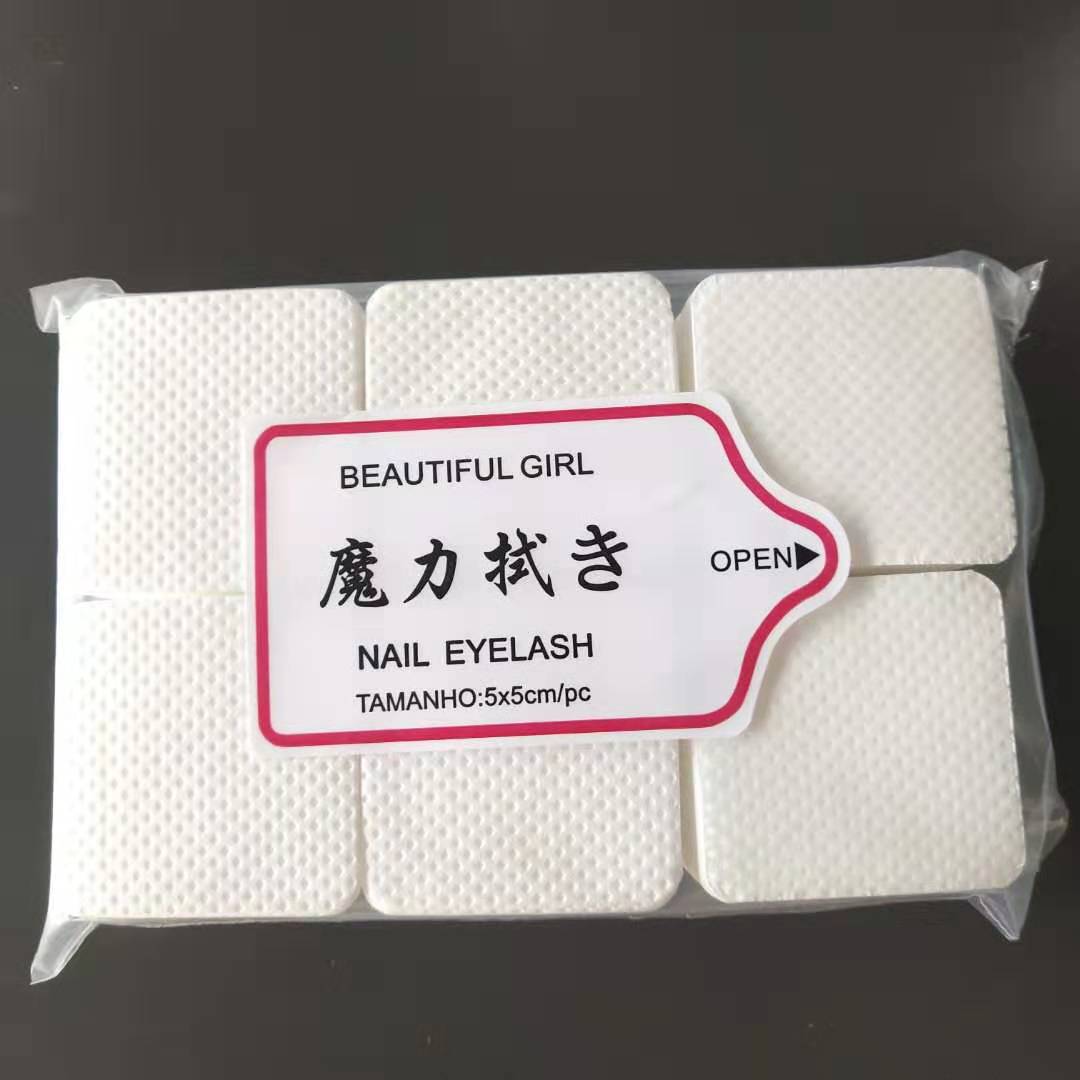 BEAUTIFUL GIRL
魔力拭き
OPEN▶
NAIL EYELASH
TAMANHO:5x5cm/pc